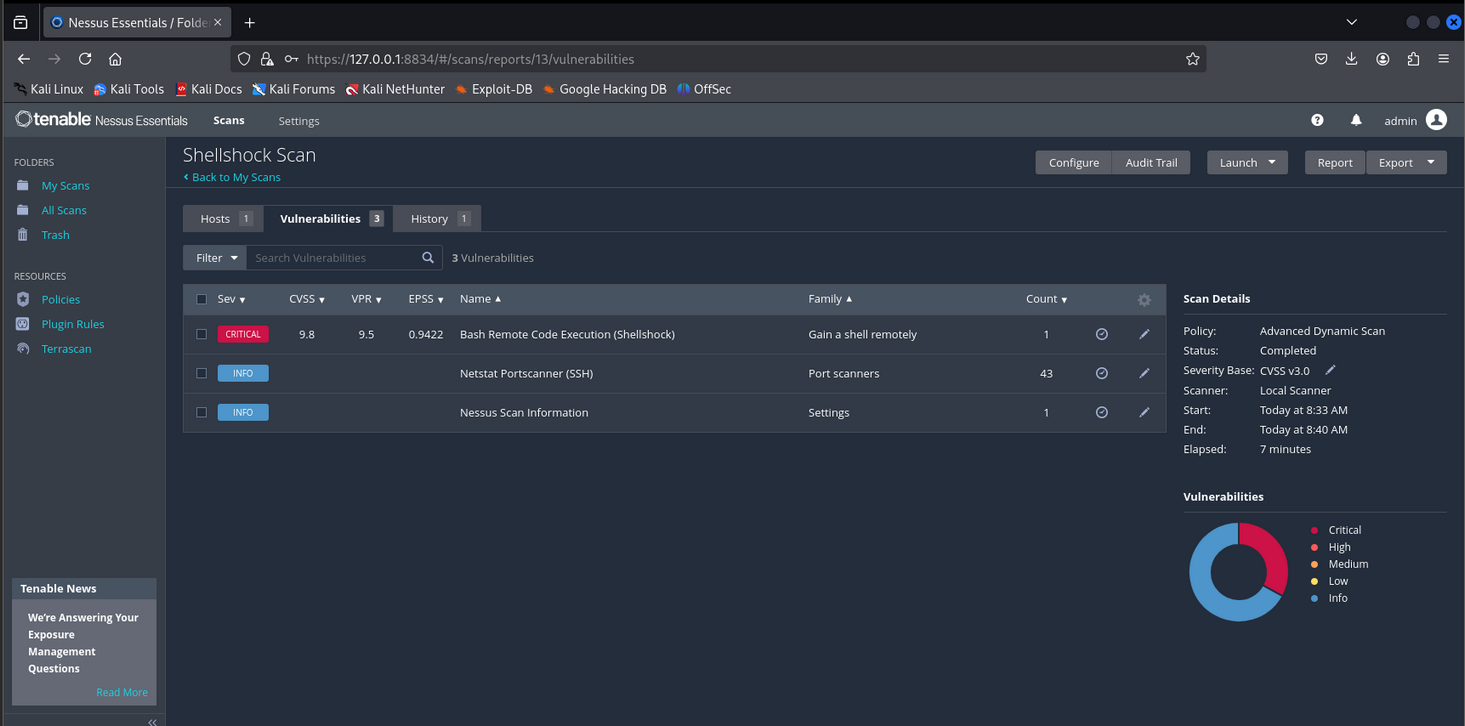 Nessus Essentials / Folde
https://127.0.0.1:8834/#/scans/reports/13/vulnerabilities
Kali Linux Kali Tools Kali Docs Kali Forums Kali NetHunter Exploit-DB Google Hacking DB OffSec
tenable Nessus Essentials Scans Settings admin
FOLDERS
My Scans
All Scans
Trash
RESOURCES
Policies
Plugin Rules
Terrascan
Tenable News
We're Answering Your
Exposure
Management
Questions
Read More
Shellshock Scan
Back to My Scans
Configure Audit Trail Launch Report Export
Hosts 1 Vulnerabilities 3 History 1
Filter Search Vulnerabilities 3 Vulnerabilities
Sev CVSS VPR EPSS Name Family Count
CRITICAL 9.8 9.5 0.9422 Bash Remote Code Execution (Shellshock) Gain a shell remotely 1
INFO Netstat Portscanner (SSH) Port scanners 43
INFO Nessus Scan Information Settings 1
Scan Details
Policy: Advanced Dynamic Scan
Status: Completed
Severity Base: CVSS v3.0
Scanner: Local Scanner
Start: Today at 8:33 AM
End: Today at 8:40 AM
Elapsed: 7 minutes
Vulnerabilities
Critical
High
Medium
Low
Info